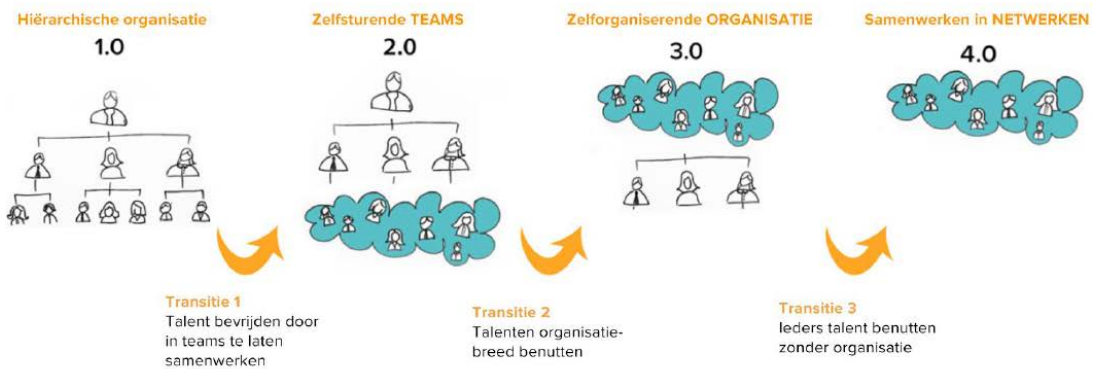 Hiërarchische organisatie
1.0
Zelfsturende TEAMS
2.0
Zelforganiserende ORGANISATIE
3.0
Samenwerken in NETWERKEN
4.0
Transitie 1
Talent bevrijden door
in teams te laten
samenwerken
Transitie 2
Talenten organisatie-
breed benutten
Transitie 3
Ieders talent benutten
zonder organisatie